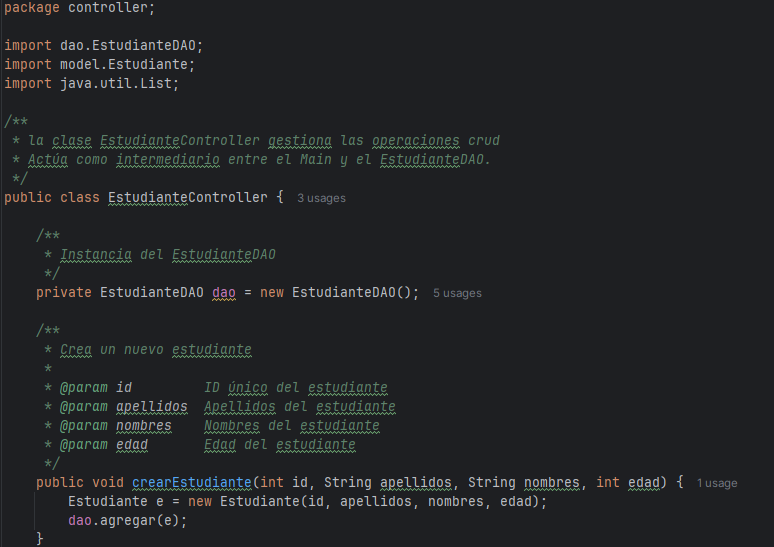 package controller;
import dao.EstudianteDAO;
import model.Estudiante;
import java.util.List;
/**
 * la clase EstudianteController gestiona las operaciones crud
 * Actúa como intermediario entre el Main y el EstudianteDAO.
 */
public class EstudianteController { 3 usages
    /**
     * Instancia del EstudianteDAO
     */
    private EstudianteDAO dao = new EstudianteDAO(); 5 usages
    /**
     * Crea un nuevo estudiante
     *
     * @param id         ID único del estudiante
     * @param apellidos  Apellidos del estudiante
     * @param nombres    Nombres del estudiante
     * @param edad       Edad del estudiante
     */
    public void crearEstudiante(int id, String apellidos, String nombres, int edad) { 1 usage
        Estudiante e = new Estudiante(id, apellidos, nombres, edad);
        dao.agregar(e);
    }